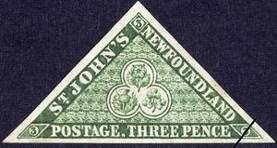 ST JOHN'S
NEWFOUNDLAND
POSTAGE. THREE PENCE.
3
3
3